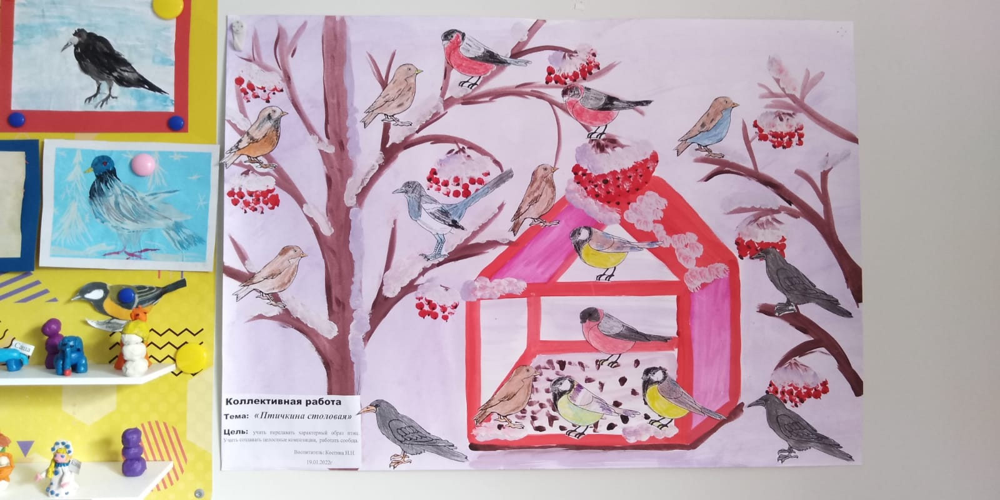 Коллективная работа
Тема: «Птичкина столовая»
Цель: учить передавать характерный образ птиц.
Учить создавать целостные композиции, работать сообща.
Воспитатель: Костина Н.Н.
19.01.2022г
Саша